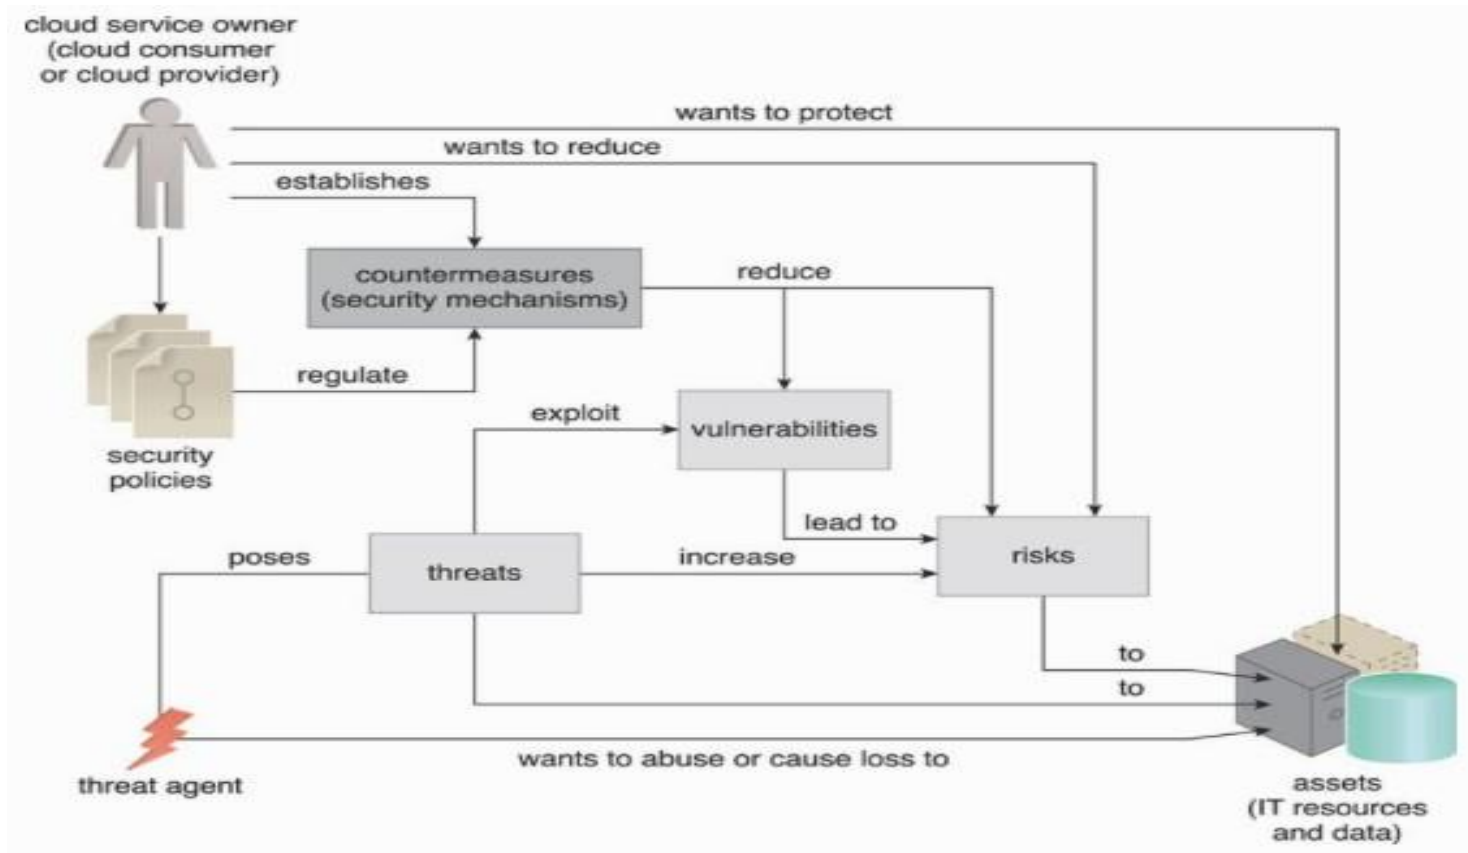 cloud service owner
(cloud consumer
or cloud provider)
wants to protect
wants to reduce
establishes
countermeasures
(security mechanisms)
reduce
regulate
exploit
vulnerabilities
security
policies
lead to
poses
threats
increase
risks
to
to
wants to abuse or cause loss to
threat agent
assets
(IT resources
and data)